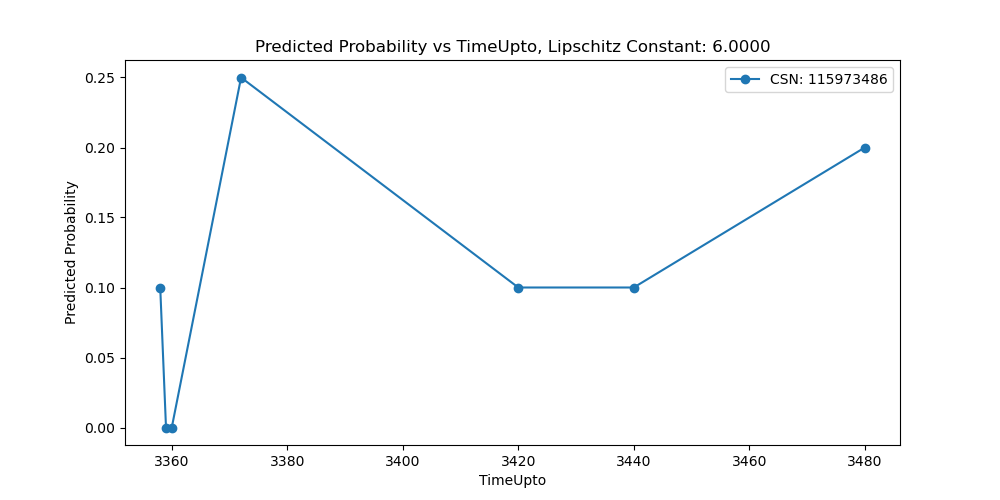 Predicted Probability vs TimeUpto, Lipschitz Constant: 6.0000
CSN: 115973486
Predicted Probability
0.25
0.20
0.15
0.10
0.05
0.00
3360 3380 3400 3420 3440 3460 3480
TimeUpto